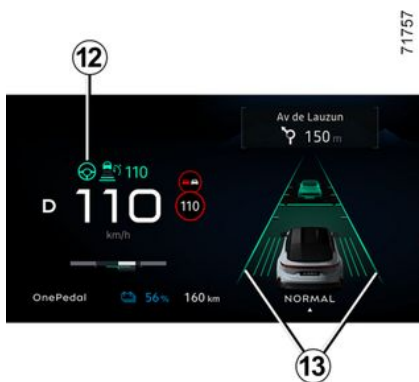 71757
12
Av de Lauzun
150 m
110
D 110
110
km/h
OnePedal 56% 160 km
NORMAL
13